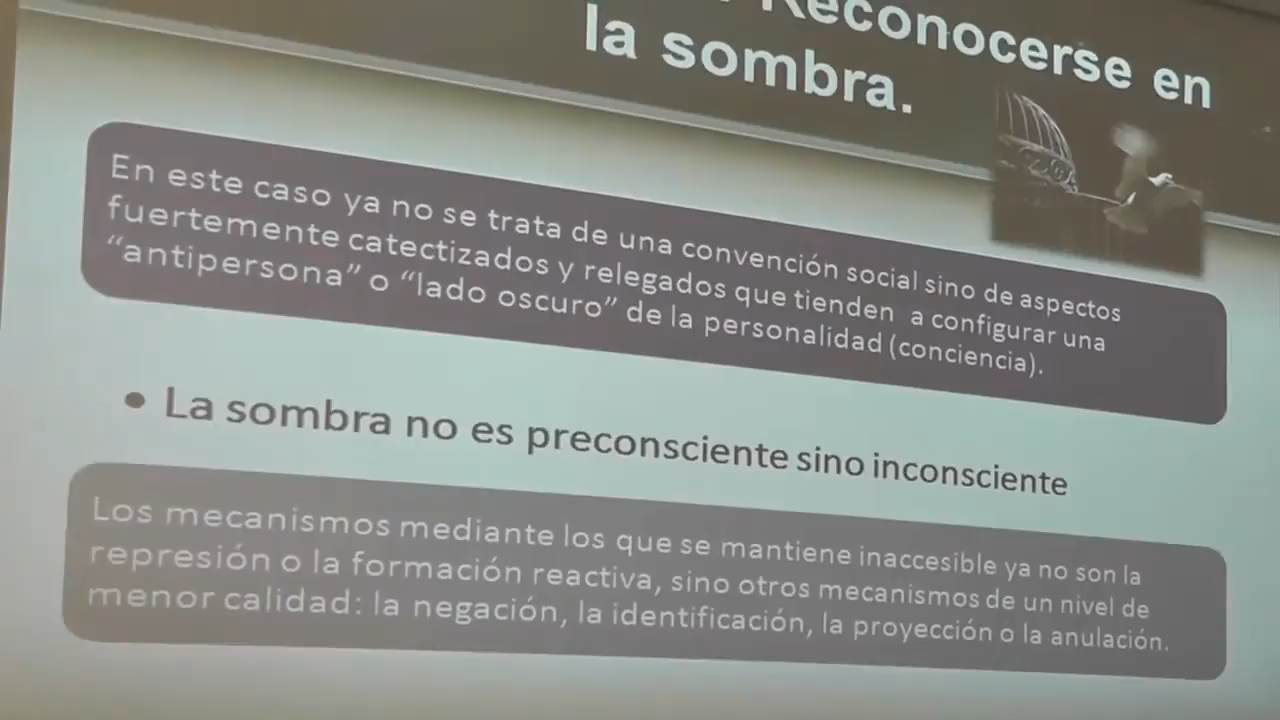 Reconocerse en
la sombra.
En este caso ya no se trata de una convención social sino de aspectos
fuertemente catectizados y relegados que tienden a configurar una
“antipersona” o “lado oscuro” de la personalidad (conciencia).
• La sombra no es preconsciente sino inconsciente
Los mecanismos mediante los que se mantiene inaccesible ya no son la
represión o la formación reactiva, sino otros mecanismos de un nivel de
menor calidad: la negación, la identificación, la proyección o la anulación.